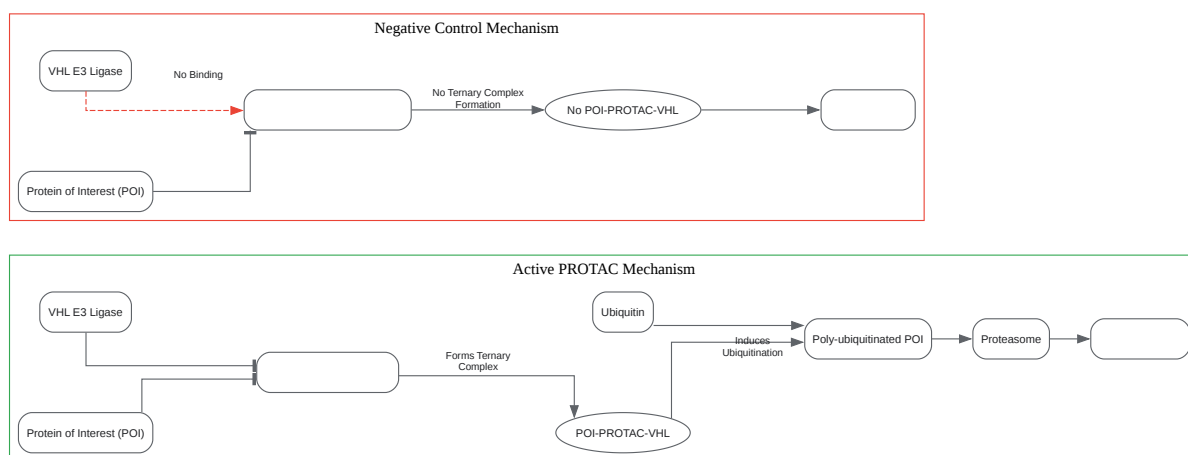 Negative Control Mechanism
VHL E3 Ligase
No Binding
No Ternary Complex
Formation
No POI-PROTAC-VHL
Protein of Interest (POI)
Active PROTAC Mechanism
VHL E3 Ligase
Ubiquitin
Induces
Ubiquitination
Poly-ubiquitinated POI
Proteasome
Forms Ternary
Complex
Protein of Interest (POI)
POI-PROTAC-VHL